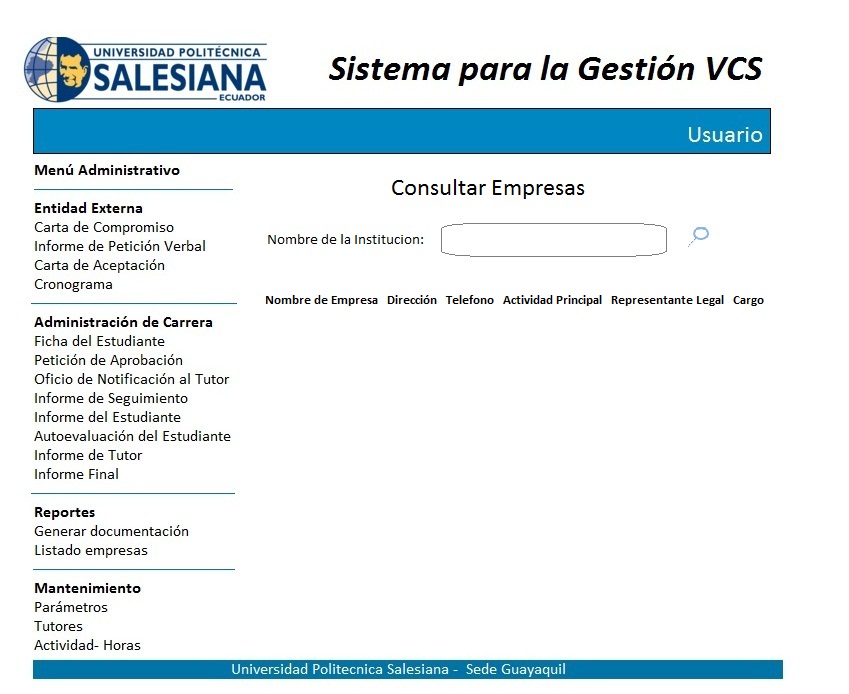 UNIVERSIDAD POLITÉCNICA
SALESIANA
ECUADOR
Sistema para la Gestión VCS
Usuario
Menú Administrativo
Entidad Externa
Carta de Compromiso
Informe de Petición Verbal
Carta de Aceptación
Cronograma
Administración de Carrera
Ficha del Estudiante
Petición de Aprobación
Oficio de Notificación al Tutor
Informe de Seguimiento
Informe del Estudiante
Autoevaluación del Estudiante
Informe de Tutor
Informe Final
Reportes
Generar documentación
Listado empresas
Mantenimiento
Parámetros
Tutores
Actividad- Horas
Consultar Empresas
Nombre de la Institucion:
Nombre de Empresa Dirección Telefono Actividad Principal Representante Legal Cargo
Universidad Politecnica Salesiana - Sede Guayaquil